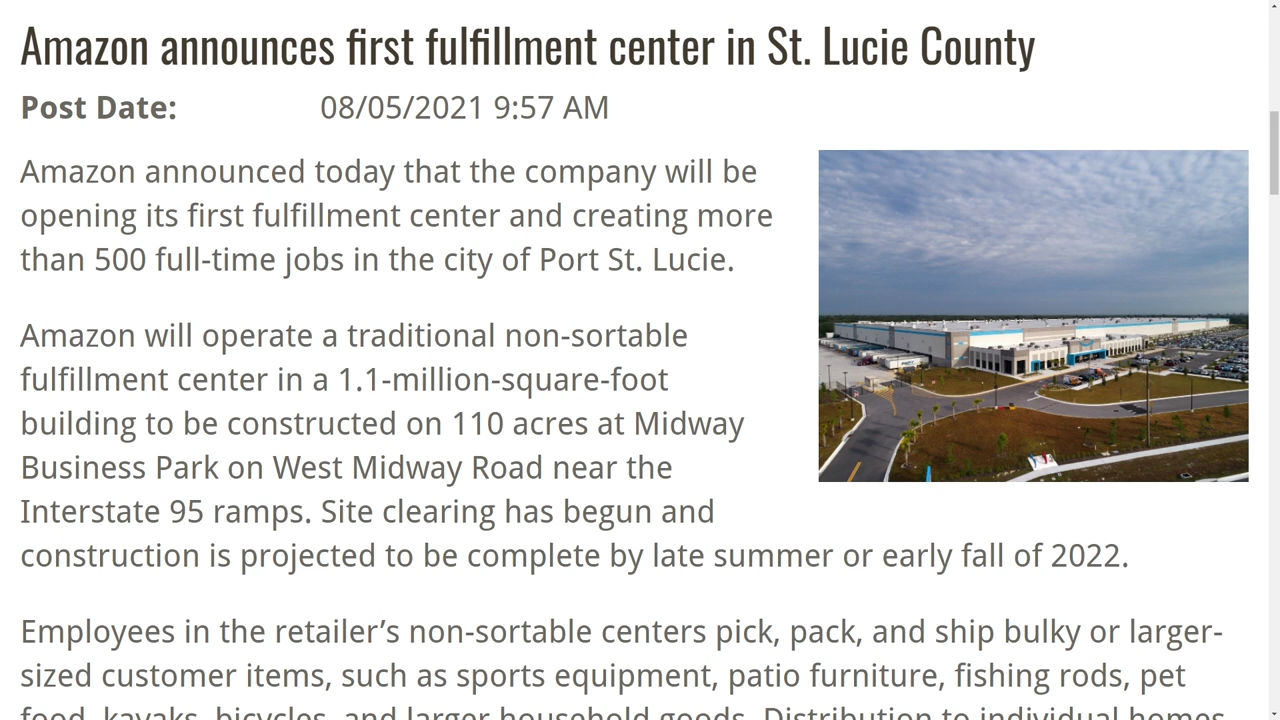 Amazon announces first fulfillment center in St. Lucie County
Post Date: 08/05/2021 9:57 AM
Amazon announced today that the company will be
opening its first fulfillment center and creating more
than 500 full-time jobs in the city of Port St. Lucie.
Amazon will operate a traditional non-sortable
fulfillment center in a 1.1-million-square-foot
building to be constructed on 110 acres at Midway
Business Park on West Midway Road near the
Interstate 95 ramps. Site clearing has begun and
construction is projected to be complete by late summer or early fall of 2022.
Employees in the retailer’s non-sortable centers pick, pack, and ship bulky or larger-
sized customer items, such as sports equipment, patio furniture, fishing rods, pet
food, kayaks, bicycles, and larger household goods. Distribution to individual homes